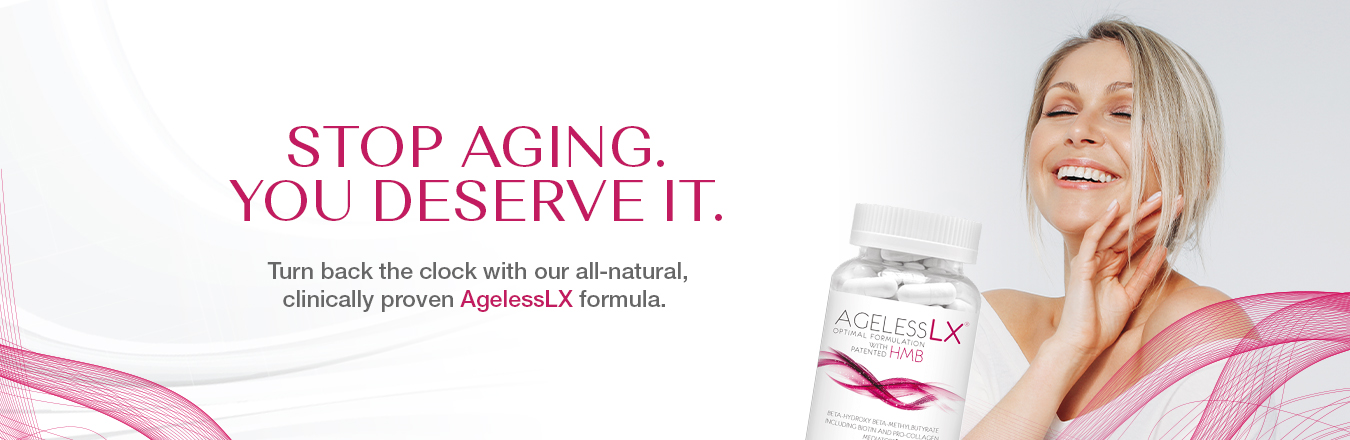 STOP AGING.
YOU DESERVE IT.
Turn back the clock with our all-natural,
clinically proven AgelessLX formula.
AGELESSLX®
OPTIMAL FORMULATION
WITH
PATENTED HMB
BETA-HYDROXY BETA-METHYLBUTYRATE
INCLUDING BIOTIN AND PRO-COLLAGEN